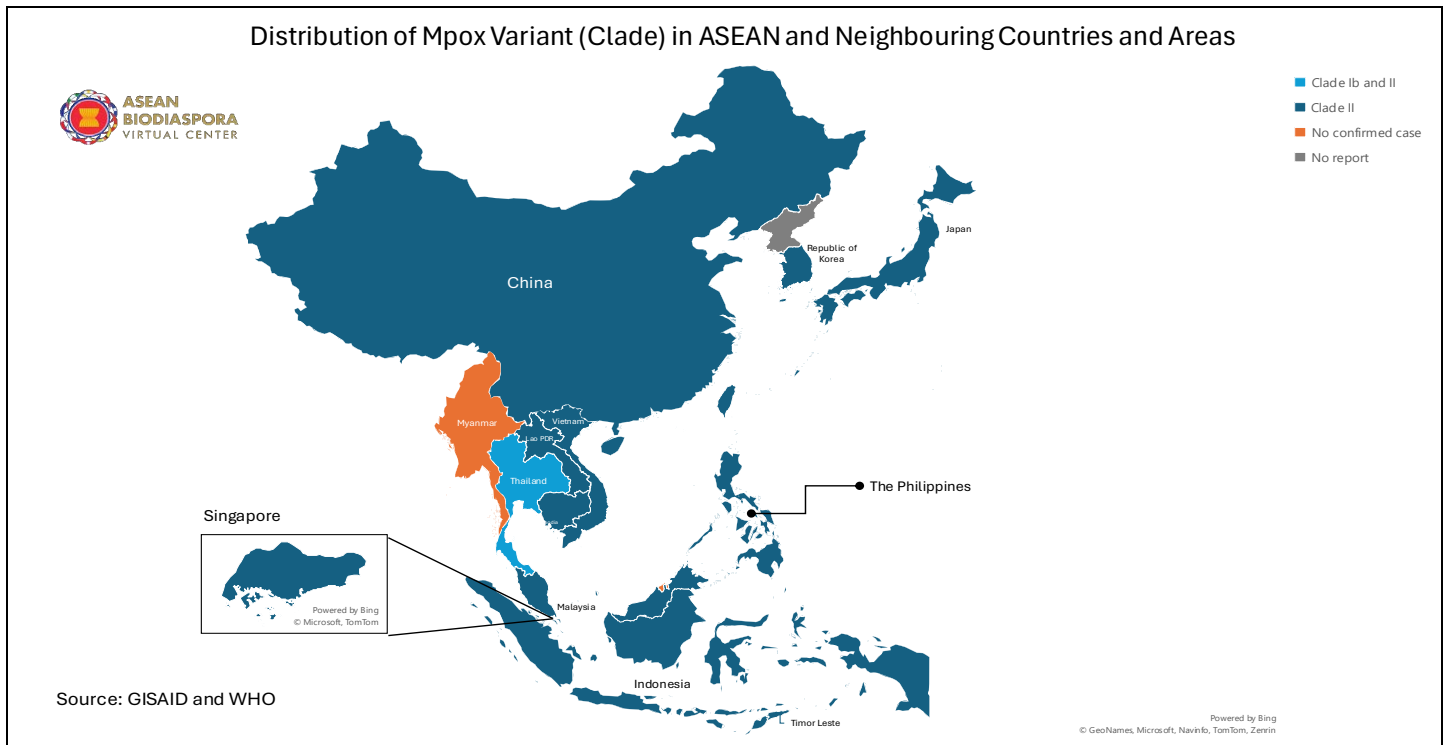 Distribution of Mpox Variant (Clade) in ASEAN and Neighbouring Countries and Areas
ASEAN
BIODIASPORA
VIRTUAL CENTER
Clade Ib and II
Clade II
No confirmed case
No report
Japan
Republic of
Korea
China
Myanmar
Vietnam
Lao PDR
Thailand
The Philippines
Singapore
Powered by Bing
© Microsoft, TomTom
Malaysia
Indonesia
Source: GISAID and WHO
Timor Leste
Powered by Bing
© GeoNames, Microsoft, Navinfo, TomTom, Zenrin